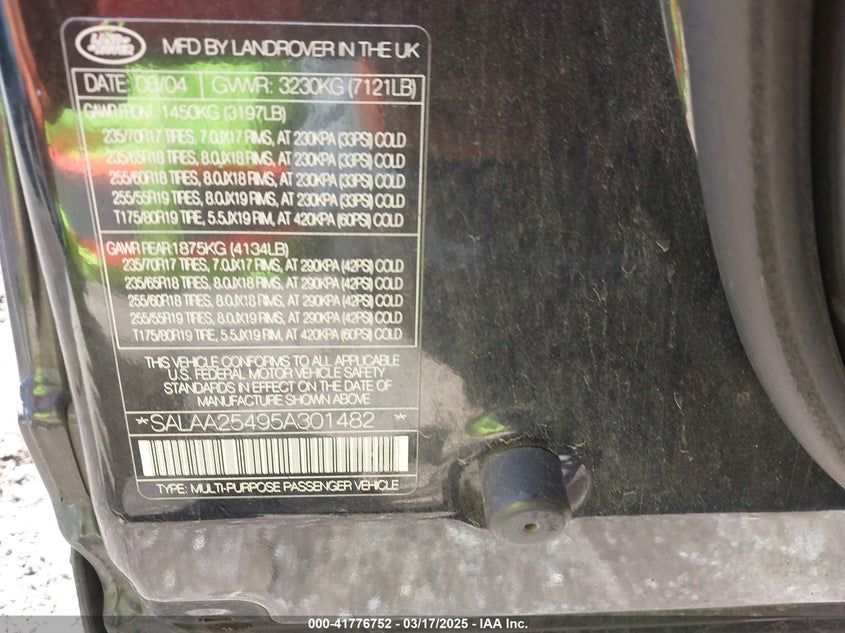 LAND ROVER
MFD BY LANDROVER IN THE UK
DATE: 08/04 GVWR: 3230KG (7121LB)
GAWR FRONT 1450KG (3197LB)
235/70R17 TIRES, 7.0JX17 RIMS, AT 230KPA (33PSI) COLD
235/65R18 TIRES, 8.0JX18 RIMS, AT 230KPA (33PSI) COLD
255/60R18 TIRES, 8.0JX18 RIMS, AT 230KPA (33PSI) COLD
255/55R19 TIRES, 8.0JX19 RIMS, AT 230KPA (33PSI) COLD
T175/80R19 TIRE, 5.5JX19 RIM, AT 420KPA (60PSI) COLD
GAWR REAR 1875KG (4134LB)
235/70R17 TIRES, 7.0JX17 RIMS, AT 290KPA (42PSI) COLD
235/65R18 TIRES, 8.0JX18 RIMS, AT 290KPA (42PSI) COLD
255/60R18 TIRES, 8.0JX18 RIMS, AT 290KPA (42PSI) COLD
255/55R19 TIRES, 8.0JX19 RIMS, AT 290KPA (42PSI) COLD
T175/80R19 TIRE, 5.5JX19 RIM, AT 420KPA (60PSI) COLD
THIS VEHICLE CONFORMS TO ALL APPLICABLE
U.S. FEDERAL MOTOR VEHICLE SAFETY
STANDARDS IN EFFECT ON THE DATE OF
MANUFACTURE SHOWN ABOVE
*SALAA25495A301482 *
TYPE: MULTI-PURPOSE PASSENGER VEHICLE
000-41776752 - 03/17/2025 - IAA Inc.